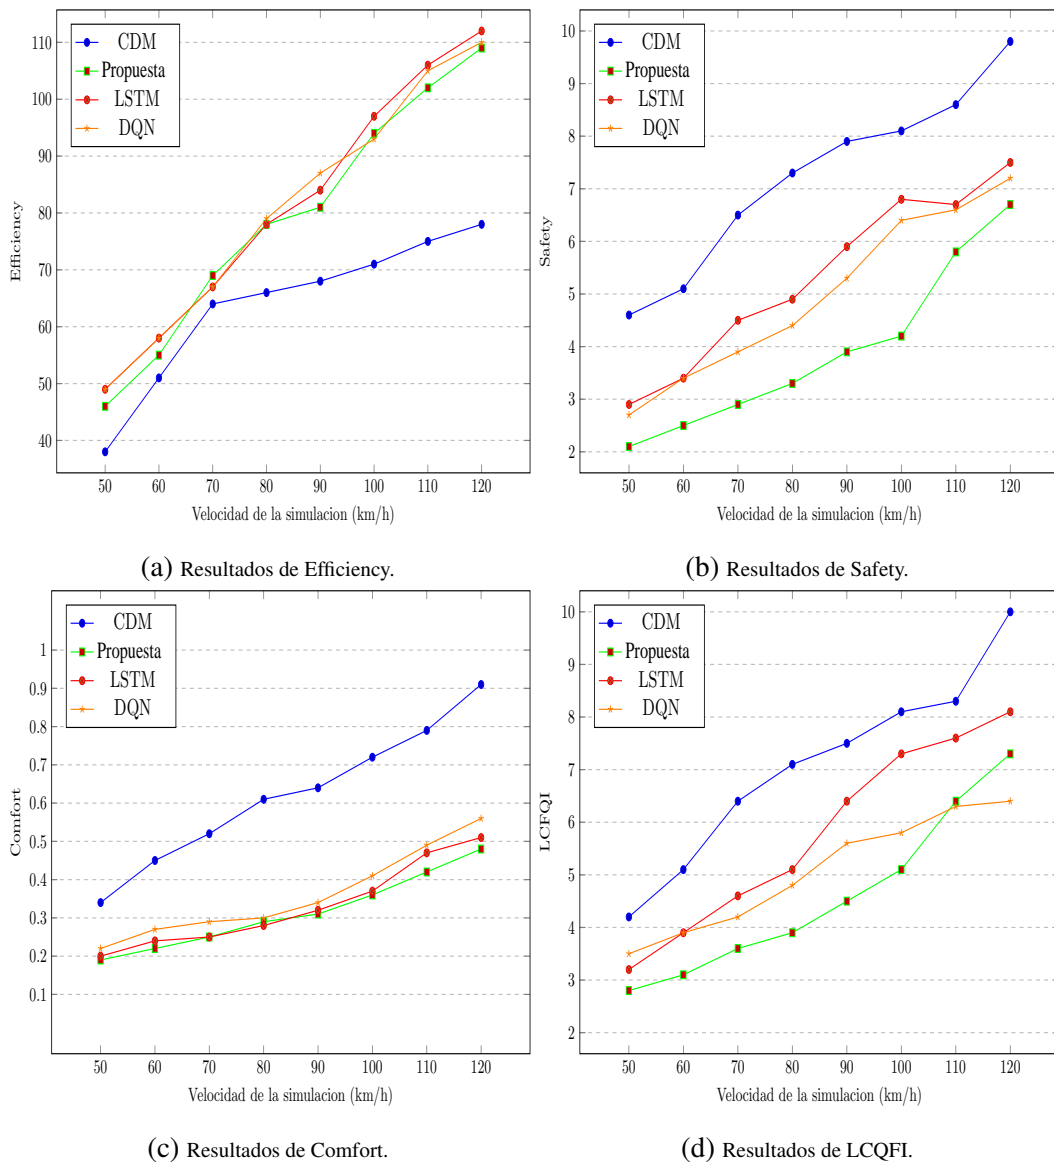 CDM
Propuesta
LSTM
DQN
110
100
90
80
70
60
50
40
Efficiency
50 60 70 80 90 100 110 120
Velocidad de la simulacion (km/h)
(a) Resultados de Efficiency.
CDM
Propuesta
LSTM
DQN
10
9
8
7
6
5
4
3
2
Safety
50 60 70 80 90 100 110 120
Velocidad de la simulacion (km/h)
(b) Resultados de Safety.
CDM
Propuesta
LSTM
DQN
1
0.9
0.8
0.7
0.6
0.5
0.4
0.3
0.2
0.1
Comfort
50 60 70 80 90 100 110 120
Velocidad de la simulacion (km/h)
(c) Resultados de Comfort.
CDM
Propuesta
LSTM
DQN
10
9
8
7
6
5
4
3
2
LCFQI
50 60 70 80 90 100 110 120
Velocidad de la simulacion (km/h)
(d) Resultados de LCQFI.